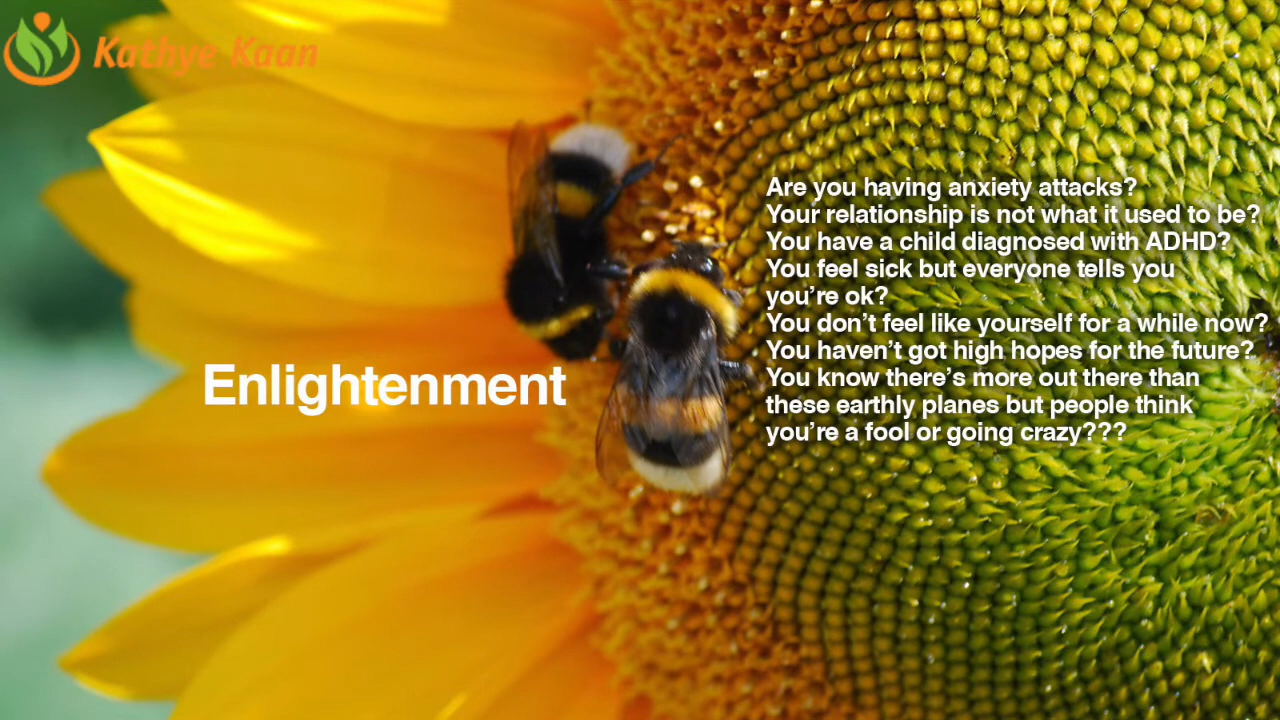 Kathye Kaan
Enlightenment
Are you having anxiety attacks?
Your relationship is not what it used to be?
You have a child diagnosed with ADHD?
You feel sick but everyone tells you
you’re ok?
You don’t feel like yourself for a while now?
You haven’t got high hopes for the future?
You know there’s more out there than
these earthly planes but people think
you’re a fool or going crazy???